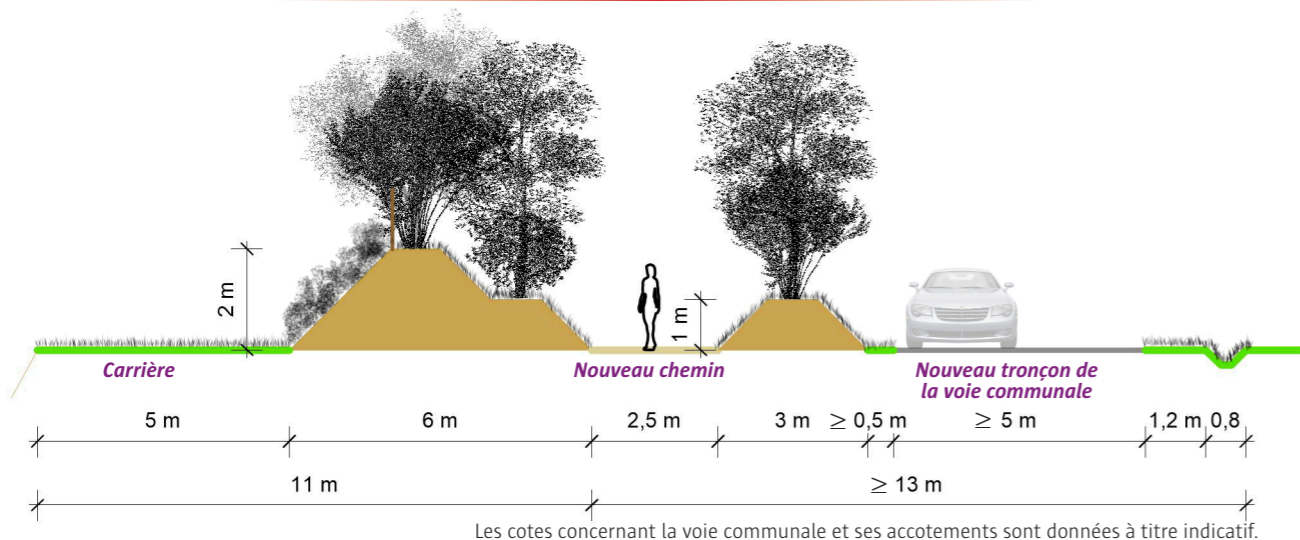 2 m
1 m
Carrière
Nouveau chemin
Nouveau tronçon de
la voie communale
5 m
6 m
2,5 m
3 m
≥ 0,5 m
≥ 5 m
1,2 m
0,8
11 m
≥ 13 m
Les cotes concernant la voie communale et ses accotements sont données à titre indicatif.